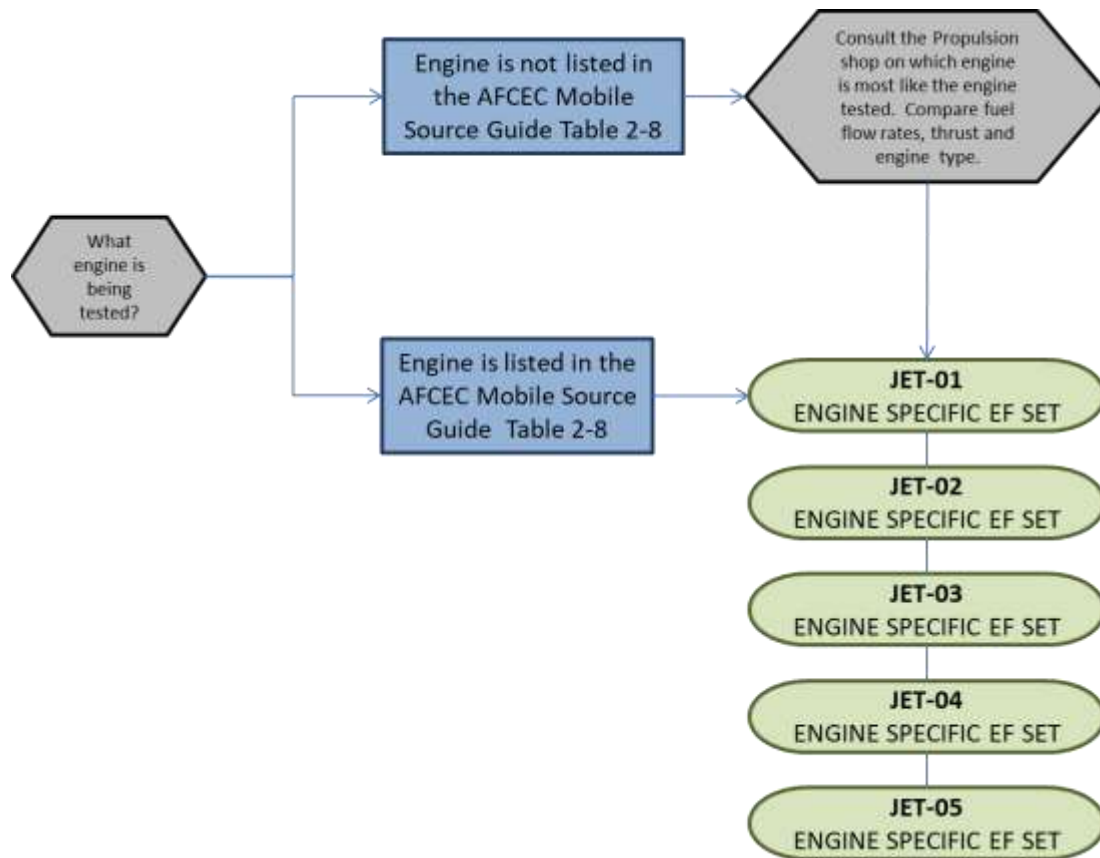 What
engine is
being
tested?
Engine is not listed in
the AFCEC Mobile
Source Guide Table 2-8
Consult the Propulsion
shop on which engine
is most like the engine
tested. Compare fuel
flow rates, thrust and
engine type.
Engine is listed in the
AFCEC Mobile Source
Guide Table 2-8
JET-01
ENGINE SPECIFIC EF SET
JET-02
ENGINE SPECIFIC EF SET
JET-03
ENGINE SPECIFIC EF SET
JET-04
ENGINE SPECIFIC EF SET
JET-05
ENGINE SPECIFIC EF SET